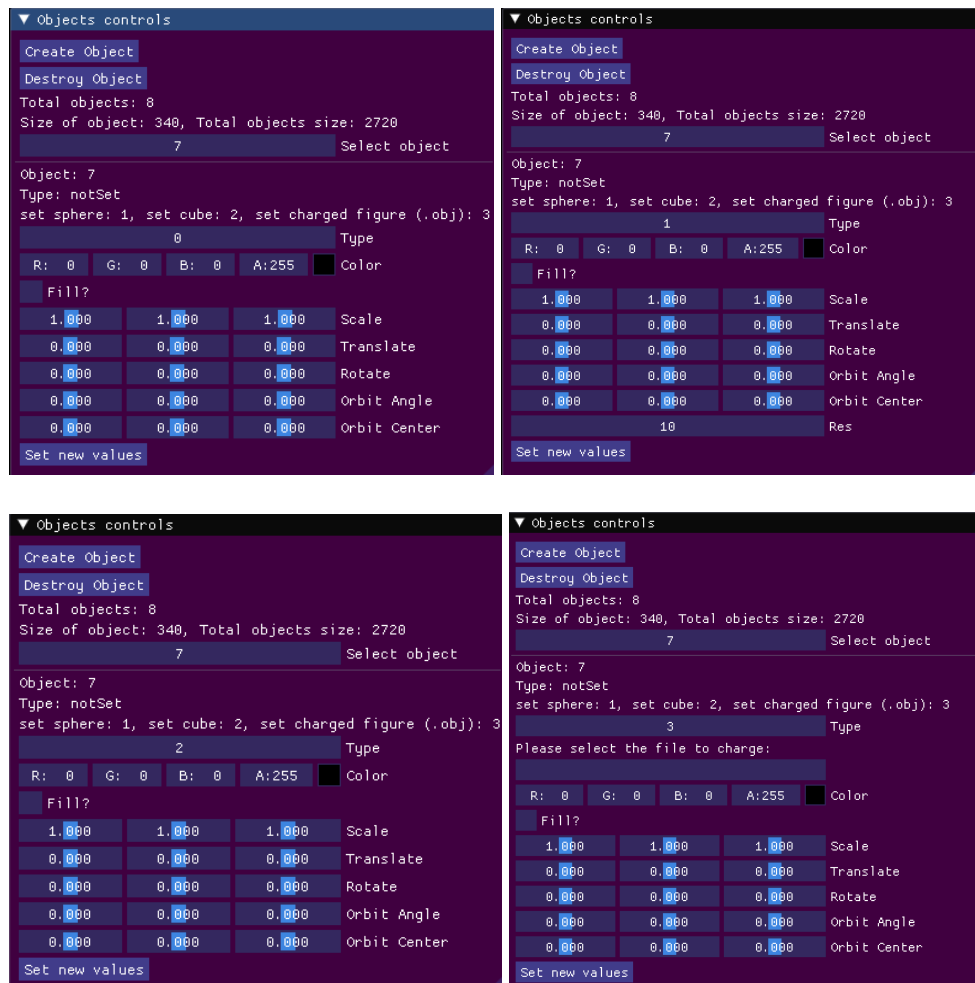 ▼ Objects controls
Create Object
Destroy Object
Total objects: 8
Size of object: 340, Total objects size: 2720
7 Select object
Object: 7
Type: notSet
set sphere: 1, set cube: 2, set charged figure (.obj): 3
0 Type
R: 0 G: 0 B: 0 A:255 Color
Fill?
1.000 1.000 1.000 Scale
0.000 0.000 0.000 Translate
0.000 0.000 0.000 Rotate
0.000 0.000 0.000 Orbit Angle
0.000 0.000 0.000 Orbit Center
Set new values
▼ Objects controls
Create Object
Destroy Object
Total objects: 8
Size of object: 340, Total objects size: 2720
7 Select object
Object: 7
Type: notSet
set sphere: 1, set cube: 2, set charged figure (.obj): 3
1 Type
R: 0 G: 0 B: 0 A:255 Color
Fill?
1.000 1.000 1.000 Scale
0.000 0.000 0.000 Translate
0.000 0.000 0.000 Rotate
0.000 0.000 0.000 Orbit Angle
0.000 0.000 0.000 Orbit Center
10 Res
Set new values
▼ Objects controls
Create Object
Destroy Object
Total objects: 8
Size of object: 340, Total objects size: 2720
7 Select object
Object: 7
Type: notSet
set sphere: 1, set cube: 2, set charged figure (.obj): 3
2 Type
R: 0 G: 0 B: 0 A:255 Color
Fill?
1.000 1.000 1.000 Scale
0.000 0.000 0.000 Translate
0.000 0.000 0.000 Rotate
0.000 0.000 0.000 Orbit Angle
0.000 0.000 0.000 Orbit Center
Set new values
▼ Objects controls
Create Object
Destroy Object
Total objects: 8
Size of object: 340, Total objects size: 2720
7 Select object
Object: 7
Type: notSet
set sphere: 1, set cube: 2, set charged figure (.obj): 3
3 Type
Please select the file to charge:
R: 0 G: 0 B: 0 A:255 Color
Fill?
1.000 1.000 1.000 Scale
0.000 0.000 0.000 Translate
0.000 0.000 0.000 Rotate
0.000 0.000 0.000 Orbit Angle
0.000 0.000 0.000 Orbit Center
Set new values